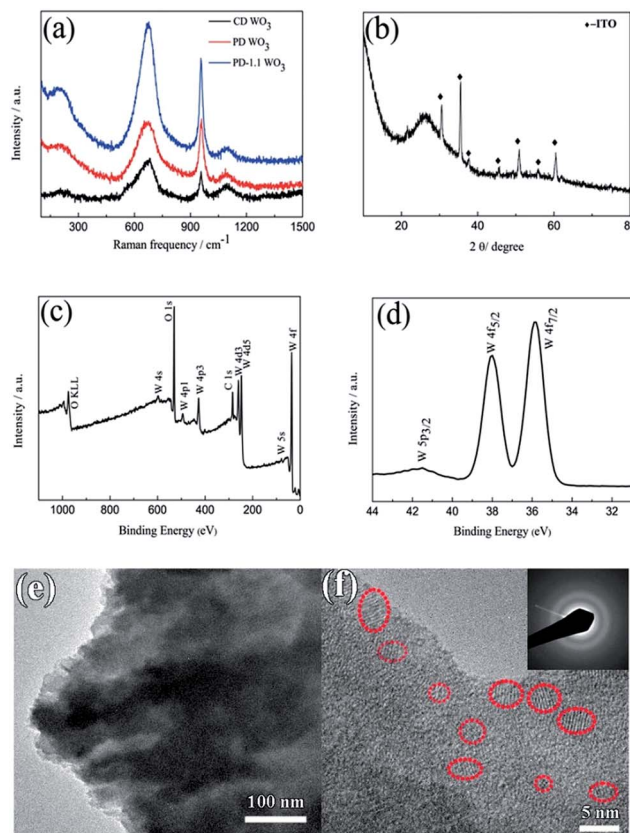 (a)
CD WO3
PD WO3
PD-1.1 WO3
Intensity / a.u.
300 600 900 1200 1500
Raman frequency / cm-1
(b)
♦-ITO
Intensity / a.u.
20 40 60 80
2 θ/ degree
(c)
O KLL
W 4s
O 1s
W 4p1
W 4p3
C 1s
W 4d3
W 4d5
W 5s
W 4f
Intensity / a.u.
1000 800 600 400 200 0
Binding Energy (eV)
(d)
W 5p3/2
W 4f5/2
W 4f7/2
Intensity / a.u.
44 42 40 38 36 34 32
Binding Energy (eV)
(e)
100 nm
(f)
5 nm